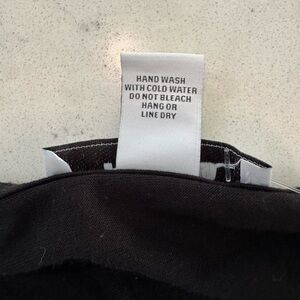 HAND WASH
WITH COLD WATER
DO NOT BLEACH
HANG OR
LINE DRY